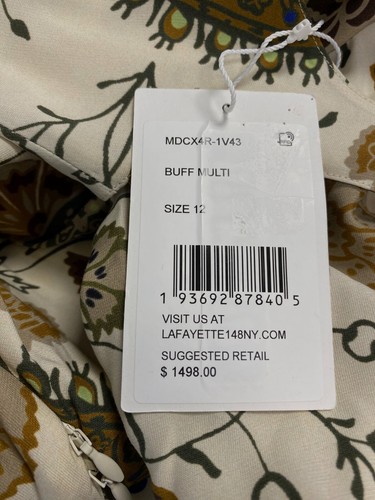 MDCX4R-1V43
BUFF MULTI
SIZE 12
1 93692 87840 5
VISIT US AT
LAFAYETTE148NY.COM
SUGGESTED RETAIL
$ 1498.00